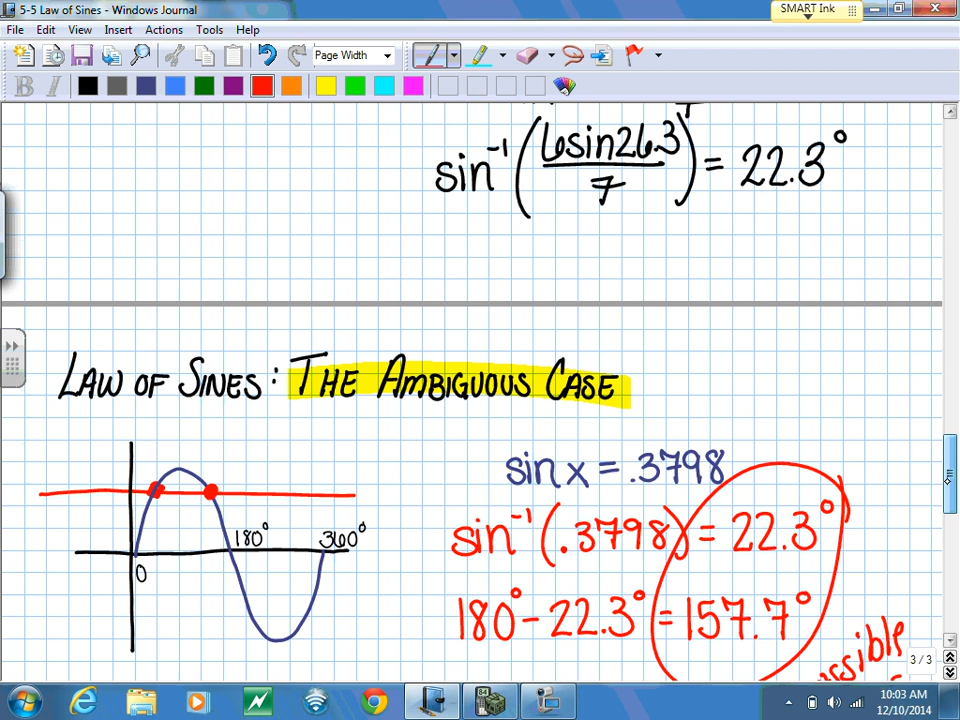 5-5 Law of Sines - Windows Journal
SMART Ink
File Edit View Insert Actions Tools Help
Page Width
B I
sin⁻¹(6sin26.3/7) = 22.3°
LAW OF SINES: THE AMBIGUOUS CASE
sin x = .3798
sin⁻¹(.3798) = 22.3°
180° 360°
0
180° - 22.3° = 157.7°
3 / 3
10:03 AM
12/10/2014